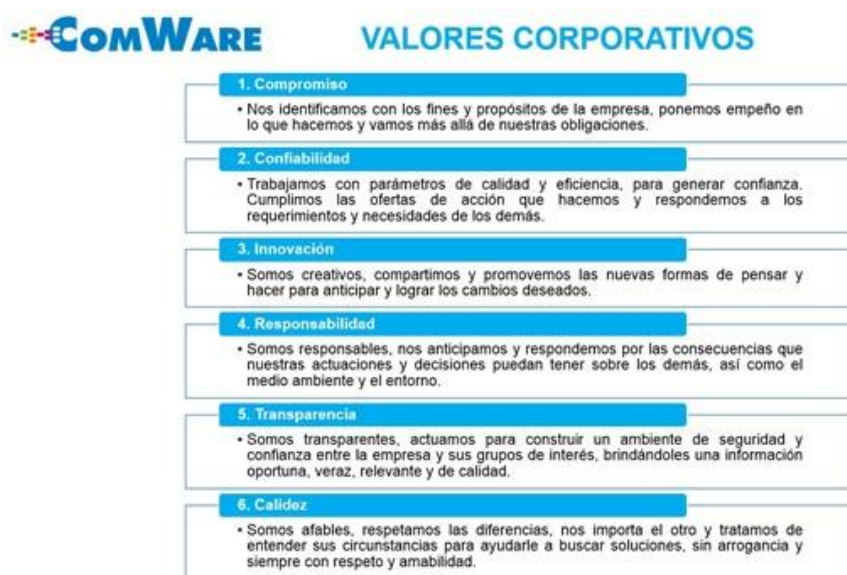 COMWARE
VALORES CORPORATIVOS
1. Compromiso
• Nos identificamos con los fines y propósitos de la empresa, ponemos empeño en
lo que hacemos y vamos más allá de nuestras obligaciones.
2. Confiabilidad
• Trabajamos con parámetros de calidad y eficiencia, para generar confianza.
Cumplimos las ofertas de acción que hacemos y respondemos a los
requerimientos y necesidades de los demás.
3. Innovación
• Somos creativos, compartimos y promovemos las nuevas formas de pensar y
hacer para anticipar y lograr los cambios deseados.
4. Responsabilidad
• Somos responsables, nos anticipamos y respondemos por las consecuencias que
nuestras actuaciones y decisiones puedan tener sobre los demás, así como el
medio ambiente y el entorno.
5. Transparencia
• Somos transparentes, actuamos para construir un ambiente de seguridad y
confianza entre la empresa y sus grupos de interés, brindándoles una información
oportuna, veraz, relevante y de calidad.
6. Calidez
• Somos afables, respetamos las diferencias, nos importa el otro y tratamos de
entender sus circunstancias para ayudarle a buscar soluciones, sin arrogancia y
siempre con respeto y amabilidad.